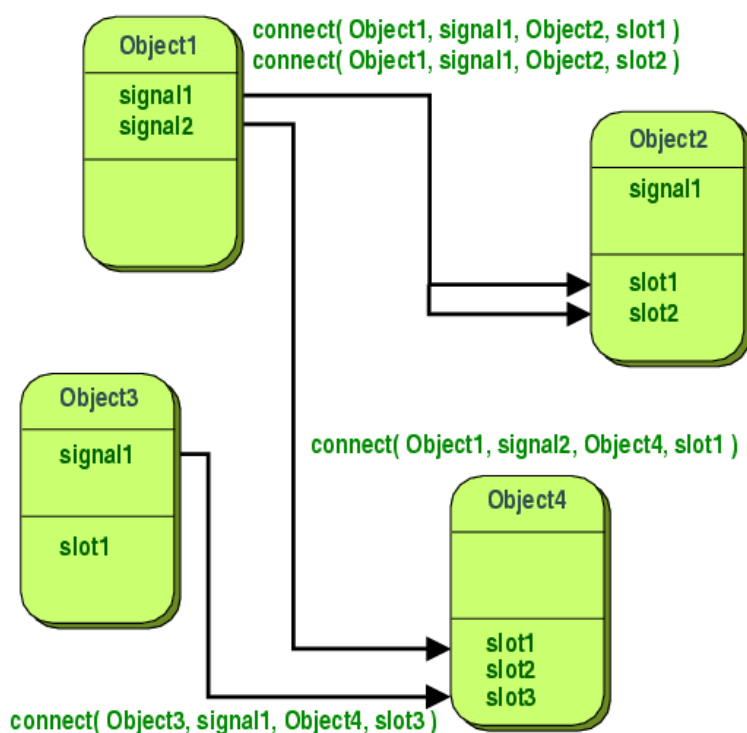 Object1
signal1
signal2
connect( Object1, signal1, Object2, slot1 )
connect( Object1, signal1, Object2, slot2 )
Object2
signal1
slot1
slot2
Object3
signal1
slot1
connect( Object1, signal2, Object4, slot1 )
Object4
slot1
slot2
slot3
connect( Object3, signal1, Object4, slot3 )